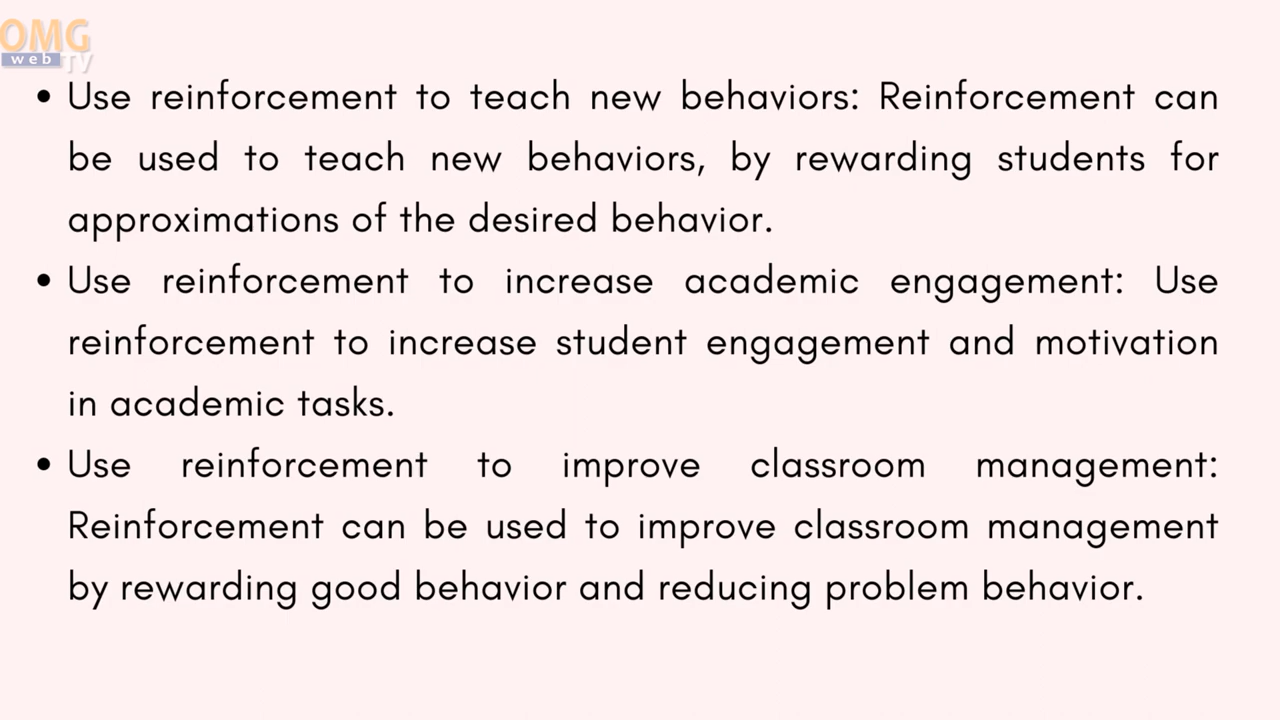 OMG
web TV
• Use reinforcement to teach new behaviors: Reinforcement can
be used to teach new behaviors, by rewarding students for
approximations of the desired behavior.
• Use reinforcement to increase academic engagement: Use
reinforcement to increase student engagement and motivation
in academic tasks.
• Use reinforcement to improve classroom management:
Reinforcement can be used to improve classroom management
by rewarding good behavior and reducing problem behavior.